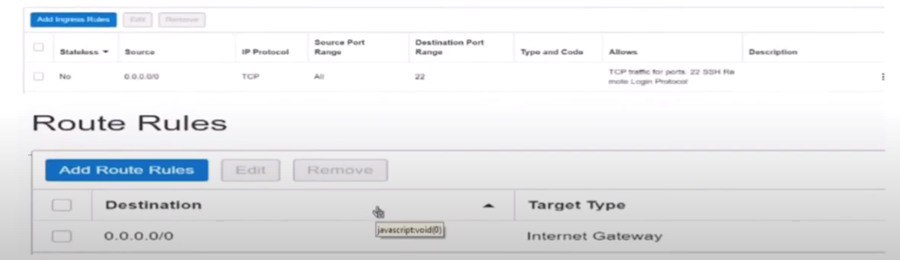 Add Ingress Rules Edit Remove
Stateless Source IP Protocol Source Port Range Destination Port Range Type and Code Allows Description
No 0.0.0.0/0 TCP All 22 TCP traffic for ports: 22 SSH Re
mote Login Protocol
Route Rules
Add Route Rules Edit Remove
Destination Target Type
javascript:void(0)
0.0.0.0/0 Internet Gateway